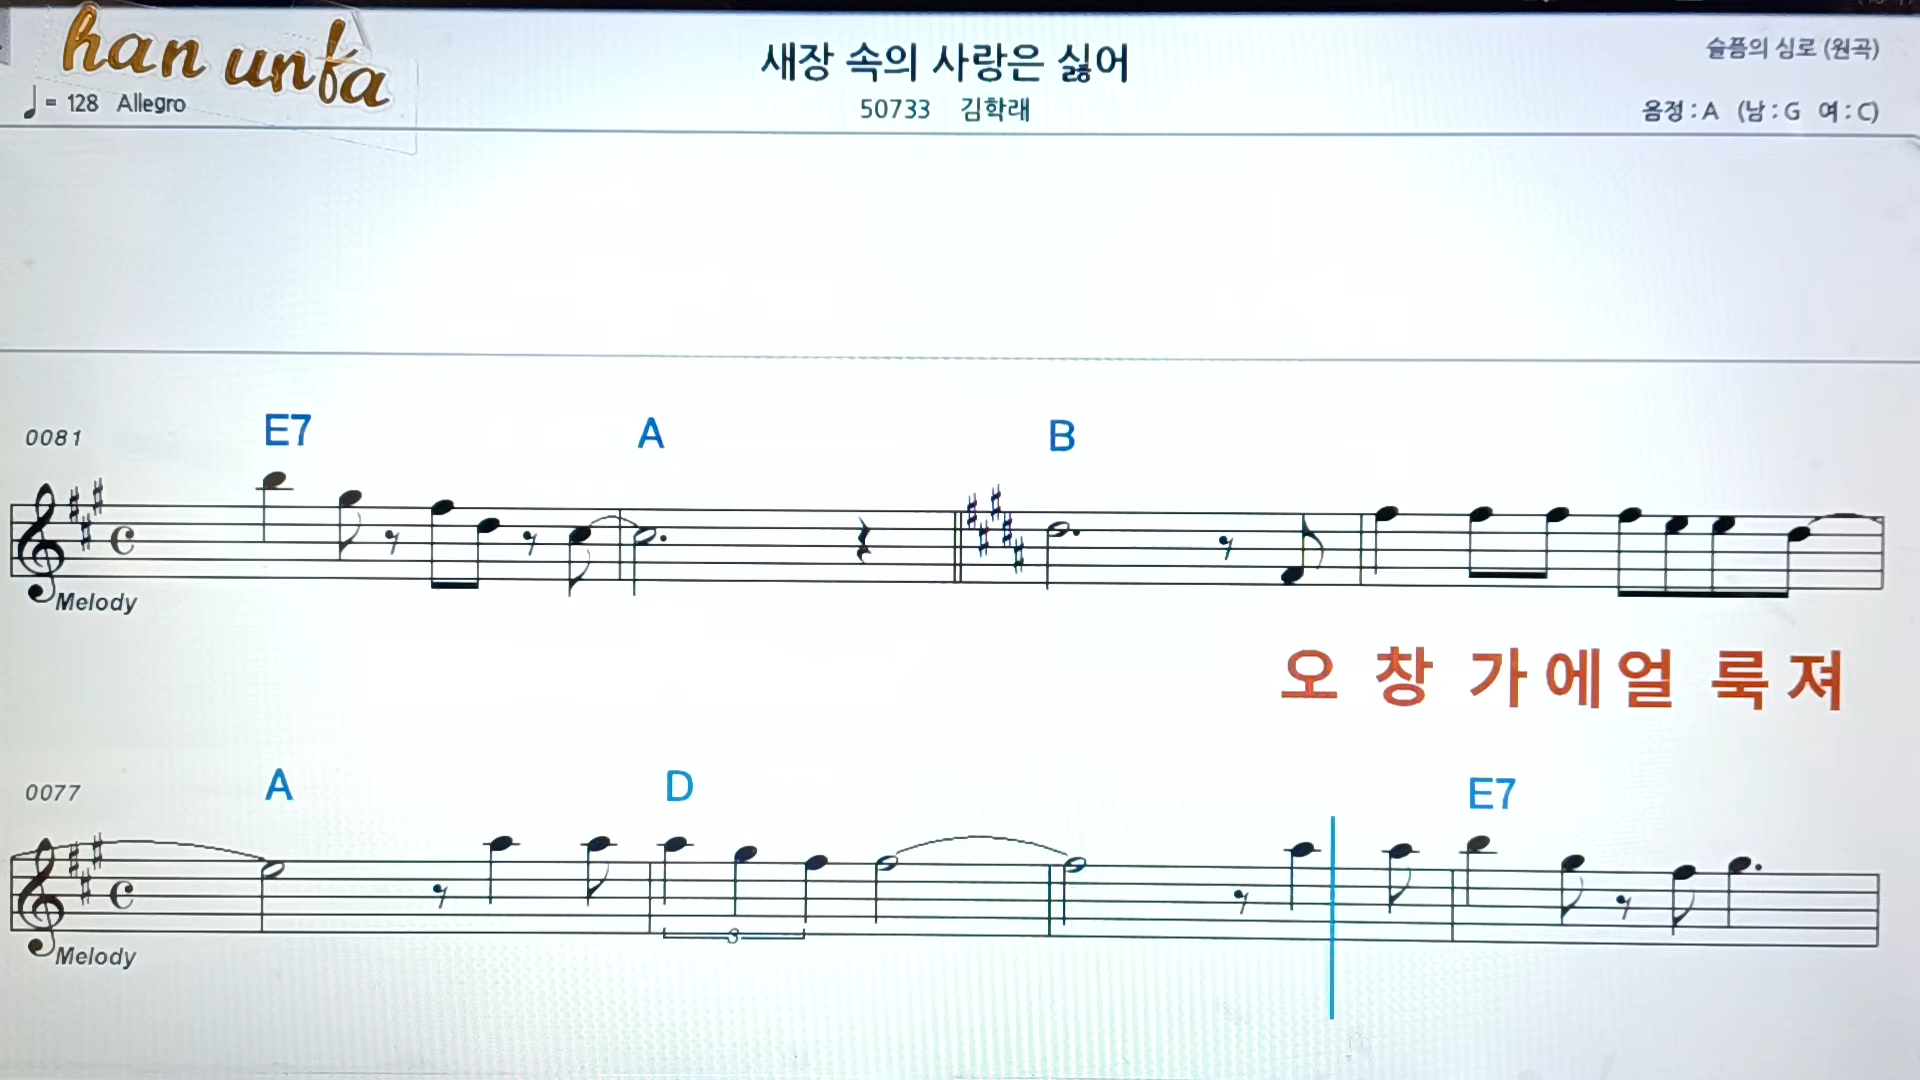 han unfa
새장 속의 사랑은 싫어
슬픔의 심로 (원곡)
♩ = 128 Allegro
50733 김학래
용정 : A (남 : G 여 : C)
0081 E7 A B
Melody
오 창 가 에 얼 룩 져
0077 A D E7
3
Melody